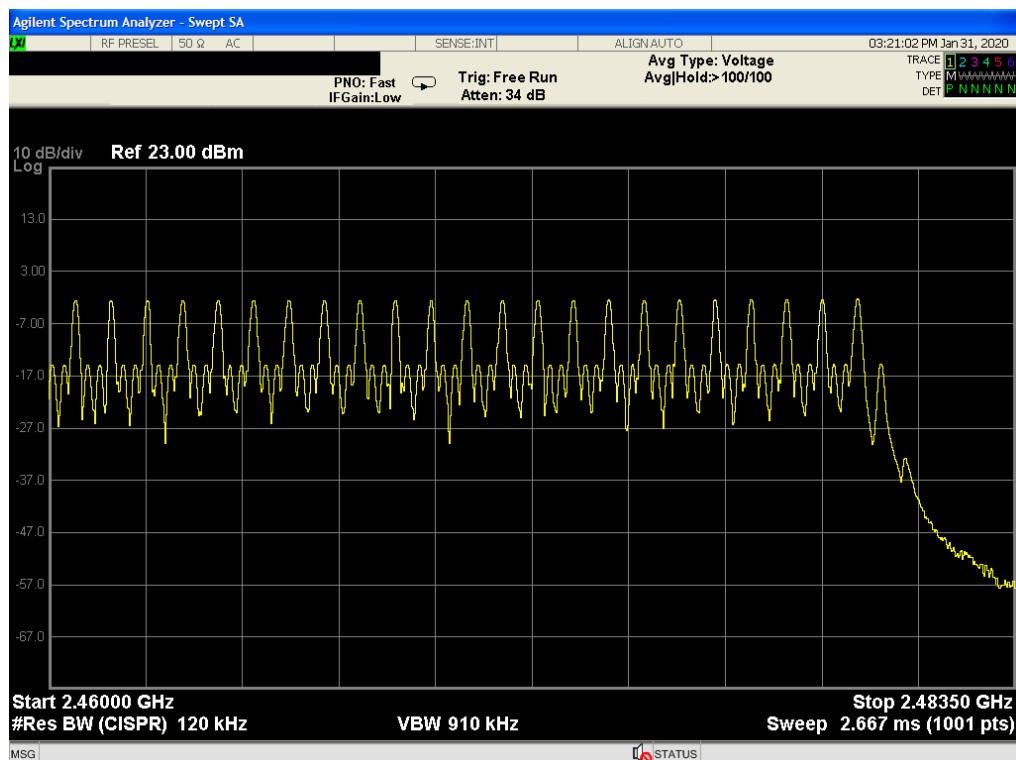 Agilent Spectrum Analyzer - Swept SA
LXI RF PRESEL 50 Ω AC SENSE:INT ALIGN AUTO 03:21:02 PM Jan 31, 2020
PNO: Fast
IFGain:Low
Trig: Free Run
Atten: 34 dB
Avg Type: Voltage
Avg|Hold:> 100/100
TRACE 1 2 3 4 5 6
TYPE M
DET P N N N N N
10 dB/div Ref 23.00 dBm
Log
13.0
3.00
-7.00
-17.0
-27.0
-37.0
-47.0
-57.0
-67.0
Start 2.46000 GHz Stop 2.48350 GHz
#Res BW (CISPR) 120 kHz VBW 910 kHz Sweep 2.667 ms (1001 pts)
MSG STATUS